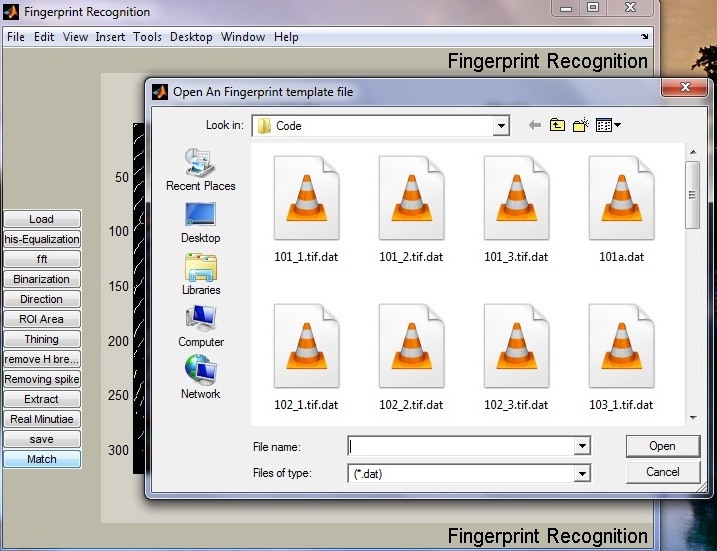 Fingerprint Recognition
File Edit View Insert Tools Desktop Window Help
Fingerprint Recognition
Open An Fingerprint template file
Look in: Code
Recent Places
Desktop
Libraries
Computer
Network
101_1.tif.dat 101_2.tif.dat 101_3.tif.dat 101a.dat
102_1.tif.dat 102_2.tif.dat 102_3.tif.dat 103_1.tif.dat
File name: Open
Files of type: (*.dat) Cancel
50
100
150
200
250
300
Load
his-Equalization
fft
Binarization
Direction
ROI Area
Thining
remove H bre...
Removing spike
Extract
Real Minutiae
save
Match
Fingerprint Recognition